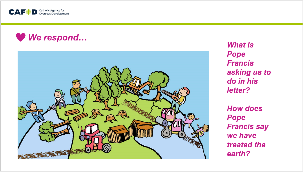 CAFOD
We respond...
What is
Pope
Francis
asking us to
do in his
letter?
How does
Pope
Francis say
we have
treated the
earth?